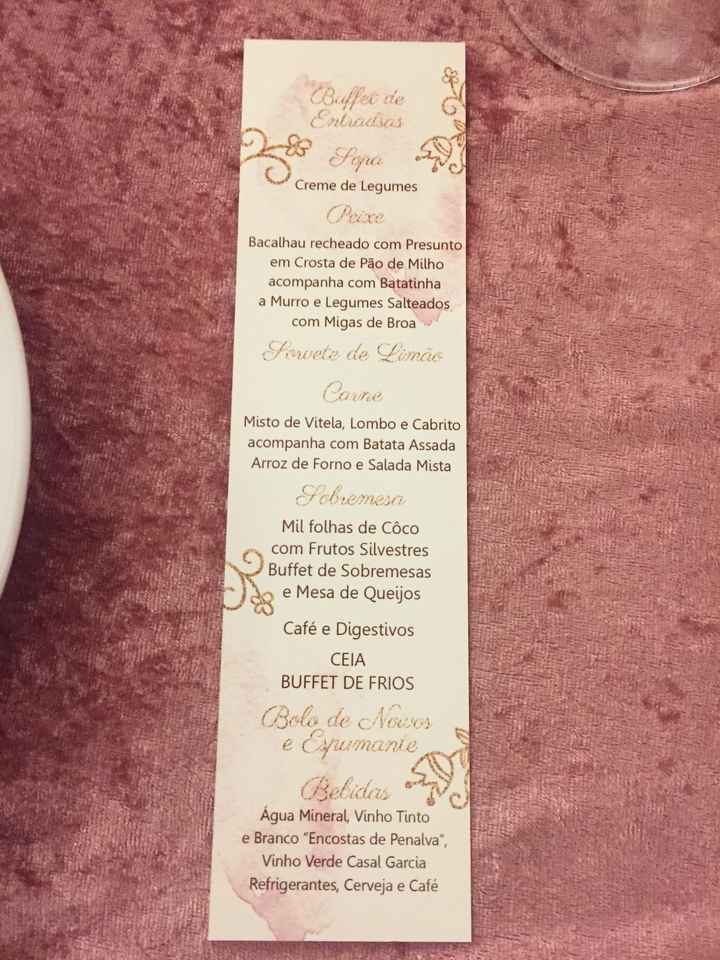 Buffet de
Entradsas
Sopa
Creme de Legumes
Peixe
Bacalhau recheado com Presunto
em Crosta de Pão de Milho
acompanha com Batatinha
a Murro e Legumes Salteados
com Migas de Broa
Sorvete de Limão
Carne
Misto de Vitela, Lombo e Cabrito
acompanha com Batata Assada
Arroz de Forno e Salada Mista
Sobremesa
Mil folhas de Côco
com Frutos Silvestres
Buffet de Sobremesas
e Mesa de Queijos
Café e Digestivos
CEIA
BUFFET DE FRIOS
Bolo de Noivos
e Espumante
Bebidas
Água Mineral, Vinho Tinto
e Branco "Encostas de Penalva",
Vinho Verde Casal Garcia
Refrigerantes, Cerveja e Café